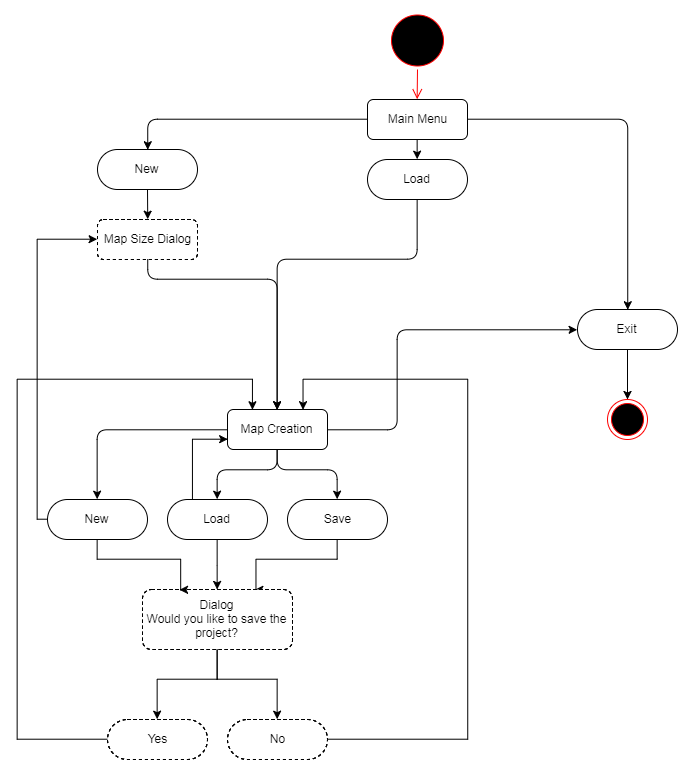 Main Menu
New
Load
Map Size Dialog
Exit
Map Creation
New
Load
Save
Dialog
Would you like to save the
project?
Yes
No